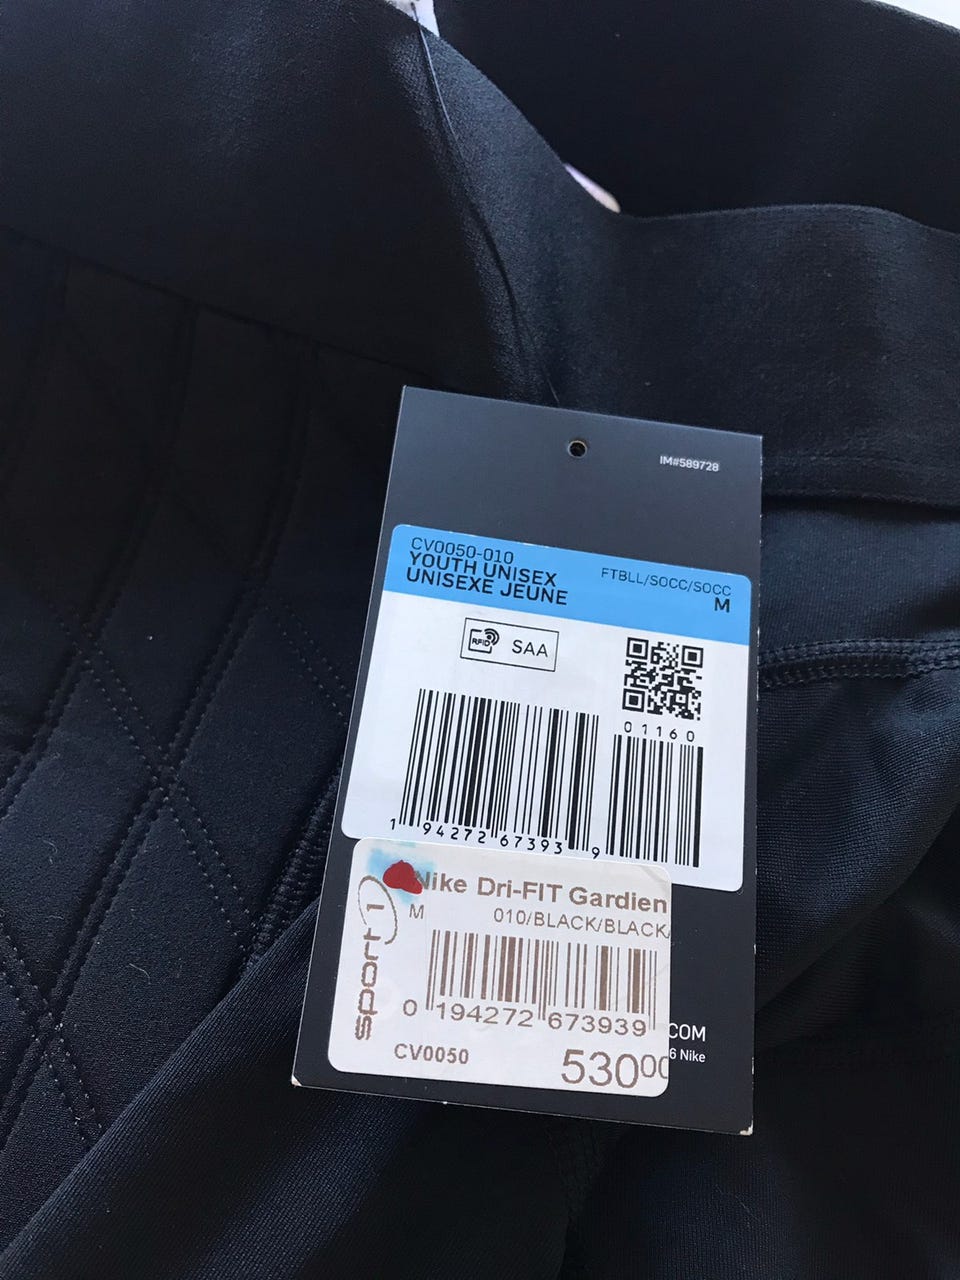 IM#589728
CV0050-010
YOUTH UNISEX
UNISEXE JEUNE
FTBLL/SOCC/SOCC
M
RFID SAA
01160
1 94272 67393 9
Nike Dri-FIT Gardien
M
010/BLACK/BLACK/
sport 1
0 194272 673939
CV0050
53000
.COM
6 Nike